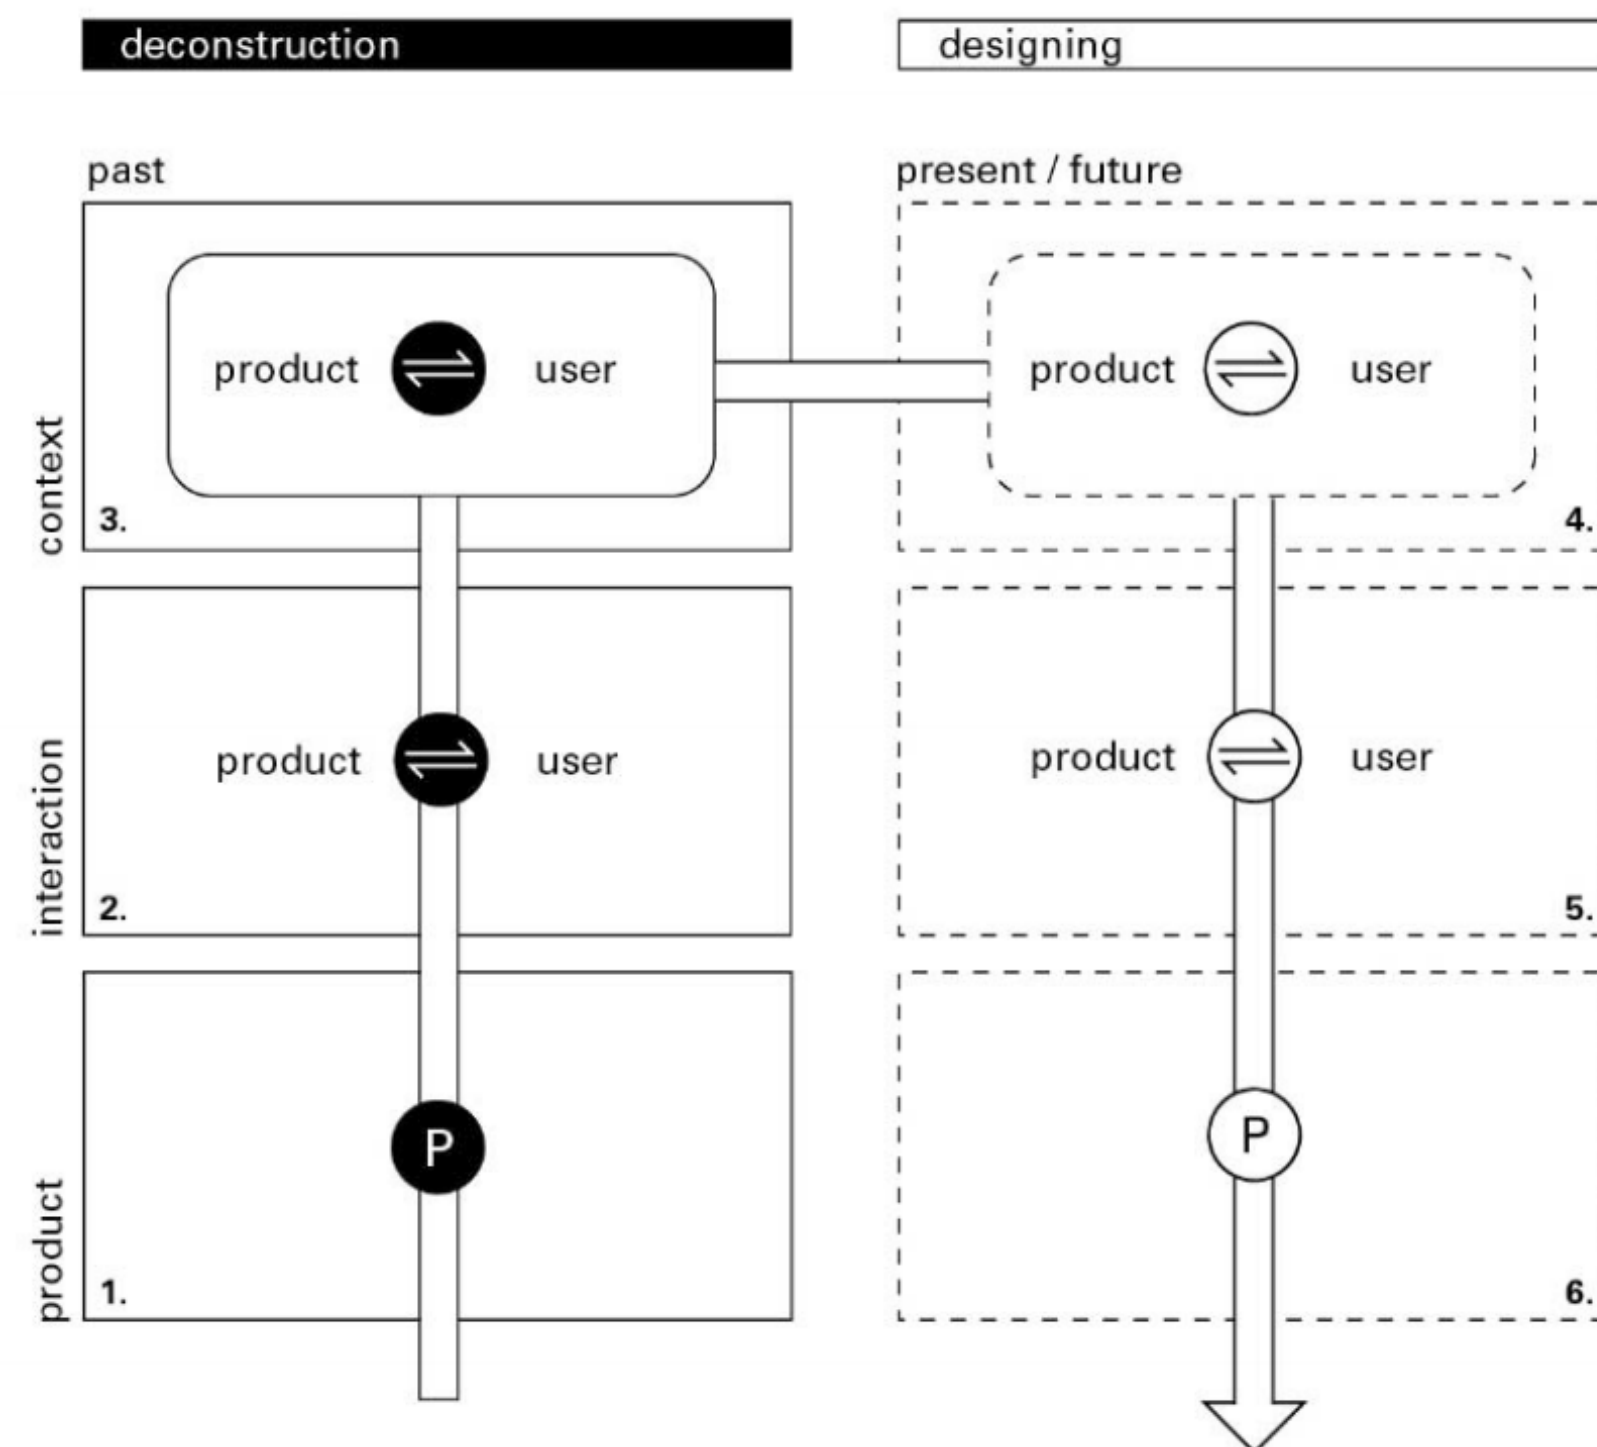 deconstruction
designing
past
present / future
product user
product user
context
3.
4.
product user
product user
interaction
2.
5.
P
P
product
1.
6.